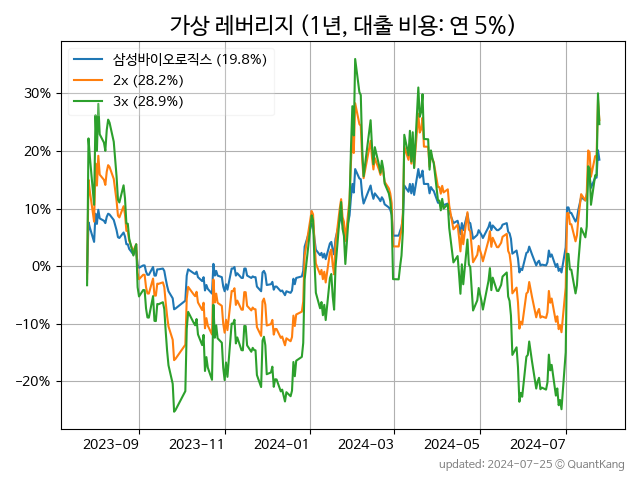 가상 레버리지 (1년, 대출 비용: 연 5%)
삼성바이오로직스 (19.8%)
2x (28.2%)
3x (28.9%)
30%
20%
10%
0%
−10%
−20%
2023-09 2023-11 2024-01 2024-03 2024-05 2024-07
updated: 2024-07-25 © QuantKang